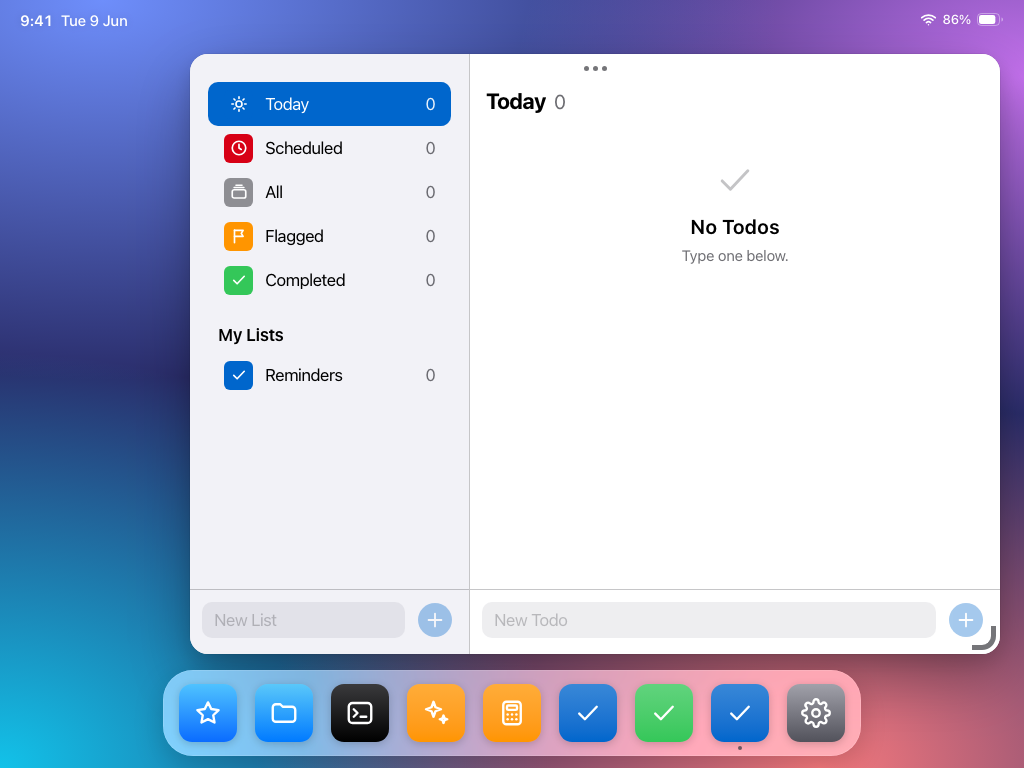 9:41 Tue 9 Jun
86%
Today 0
Scheduled 0
All 0
Flagged 0
Completed 0
My Lists
Reminders 0
New List
Today 0
No Todos
Type one below.
New Todo